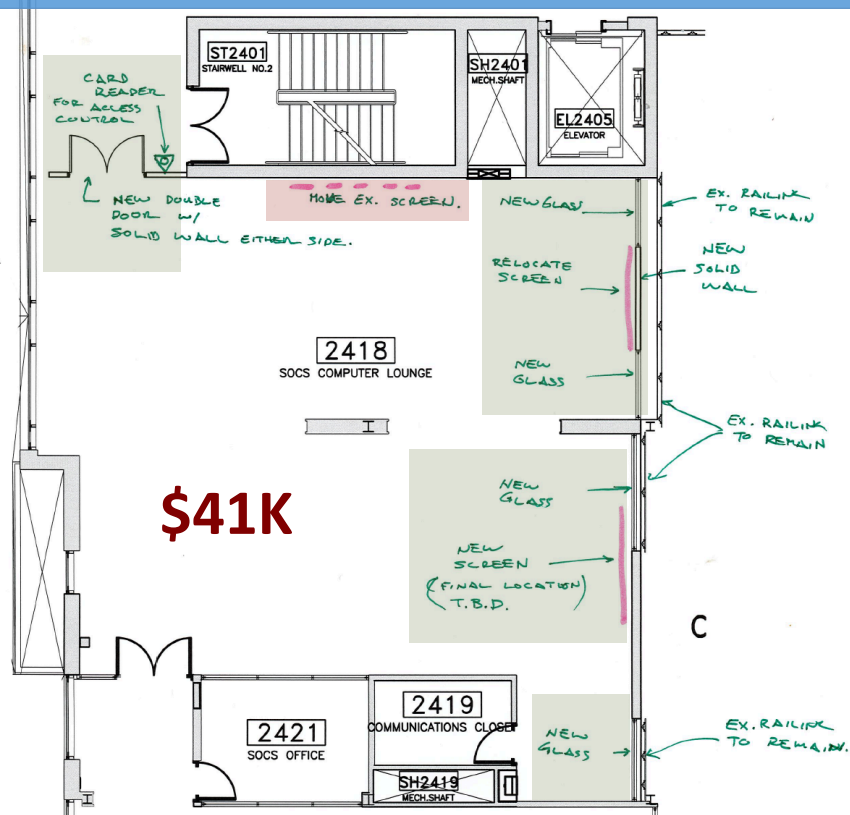 ST2401
STAIRWELL NO.2
SH2401
MECH.SHAFT
EL2405
ELEVATOR
CARD
READER
FOR ACCESS
CONTROL
NEW DOUBLE
DOOR W/
SOLID WALL EITHER SIDE.
MOVE EX. SCREEN.
NEW GLASS
EX. RAILING
TO REMAIN
RELOCATE
SCREEN
NEW
SOLID
WALL
2418
SOCS COMPUTER LOUNGE
NEW
GLASS
EX. RAILING
TO REMAIN
$41K
NEW
GLASS
NEW
SCREEN
(FINAL LOCATION)
T.B.D.
C
2421
SOCS OFFICE
2419
COMMUNICATIONS CLOSET
SH2419
MECH.SHAFT
NEW
GLASS
EX. RAILING
TO REMAIN.